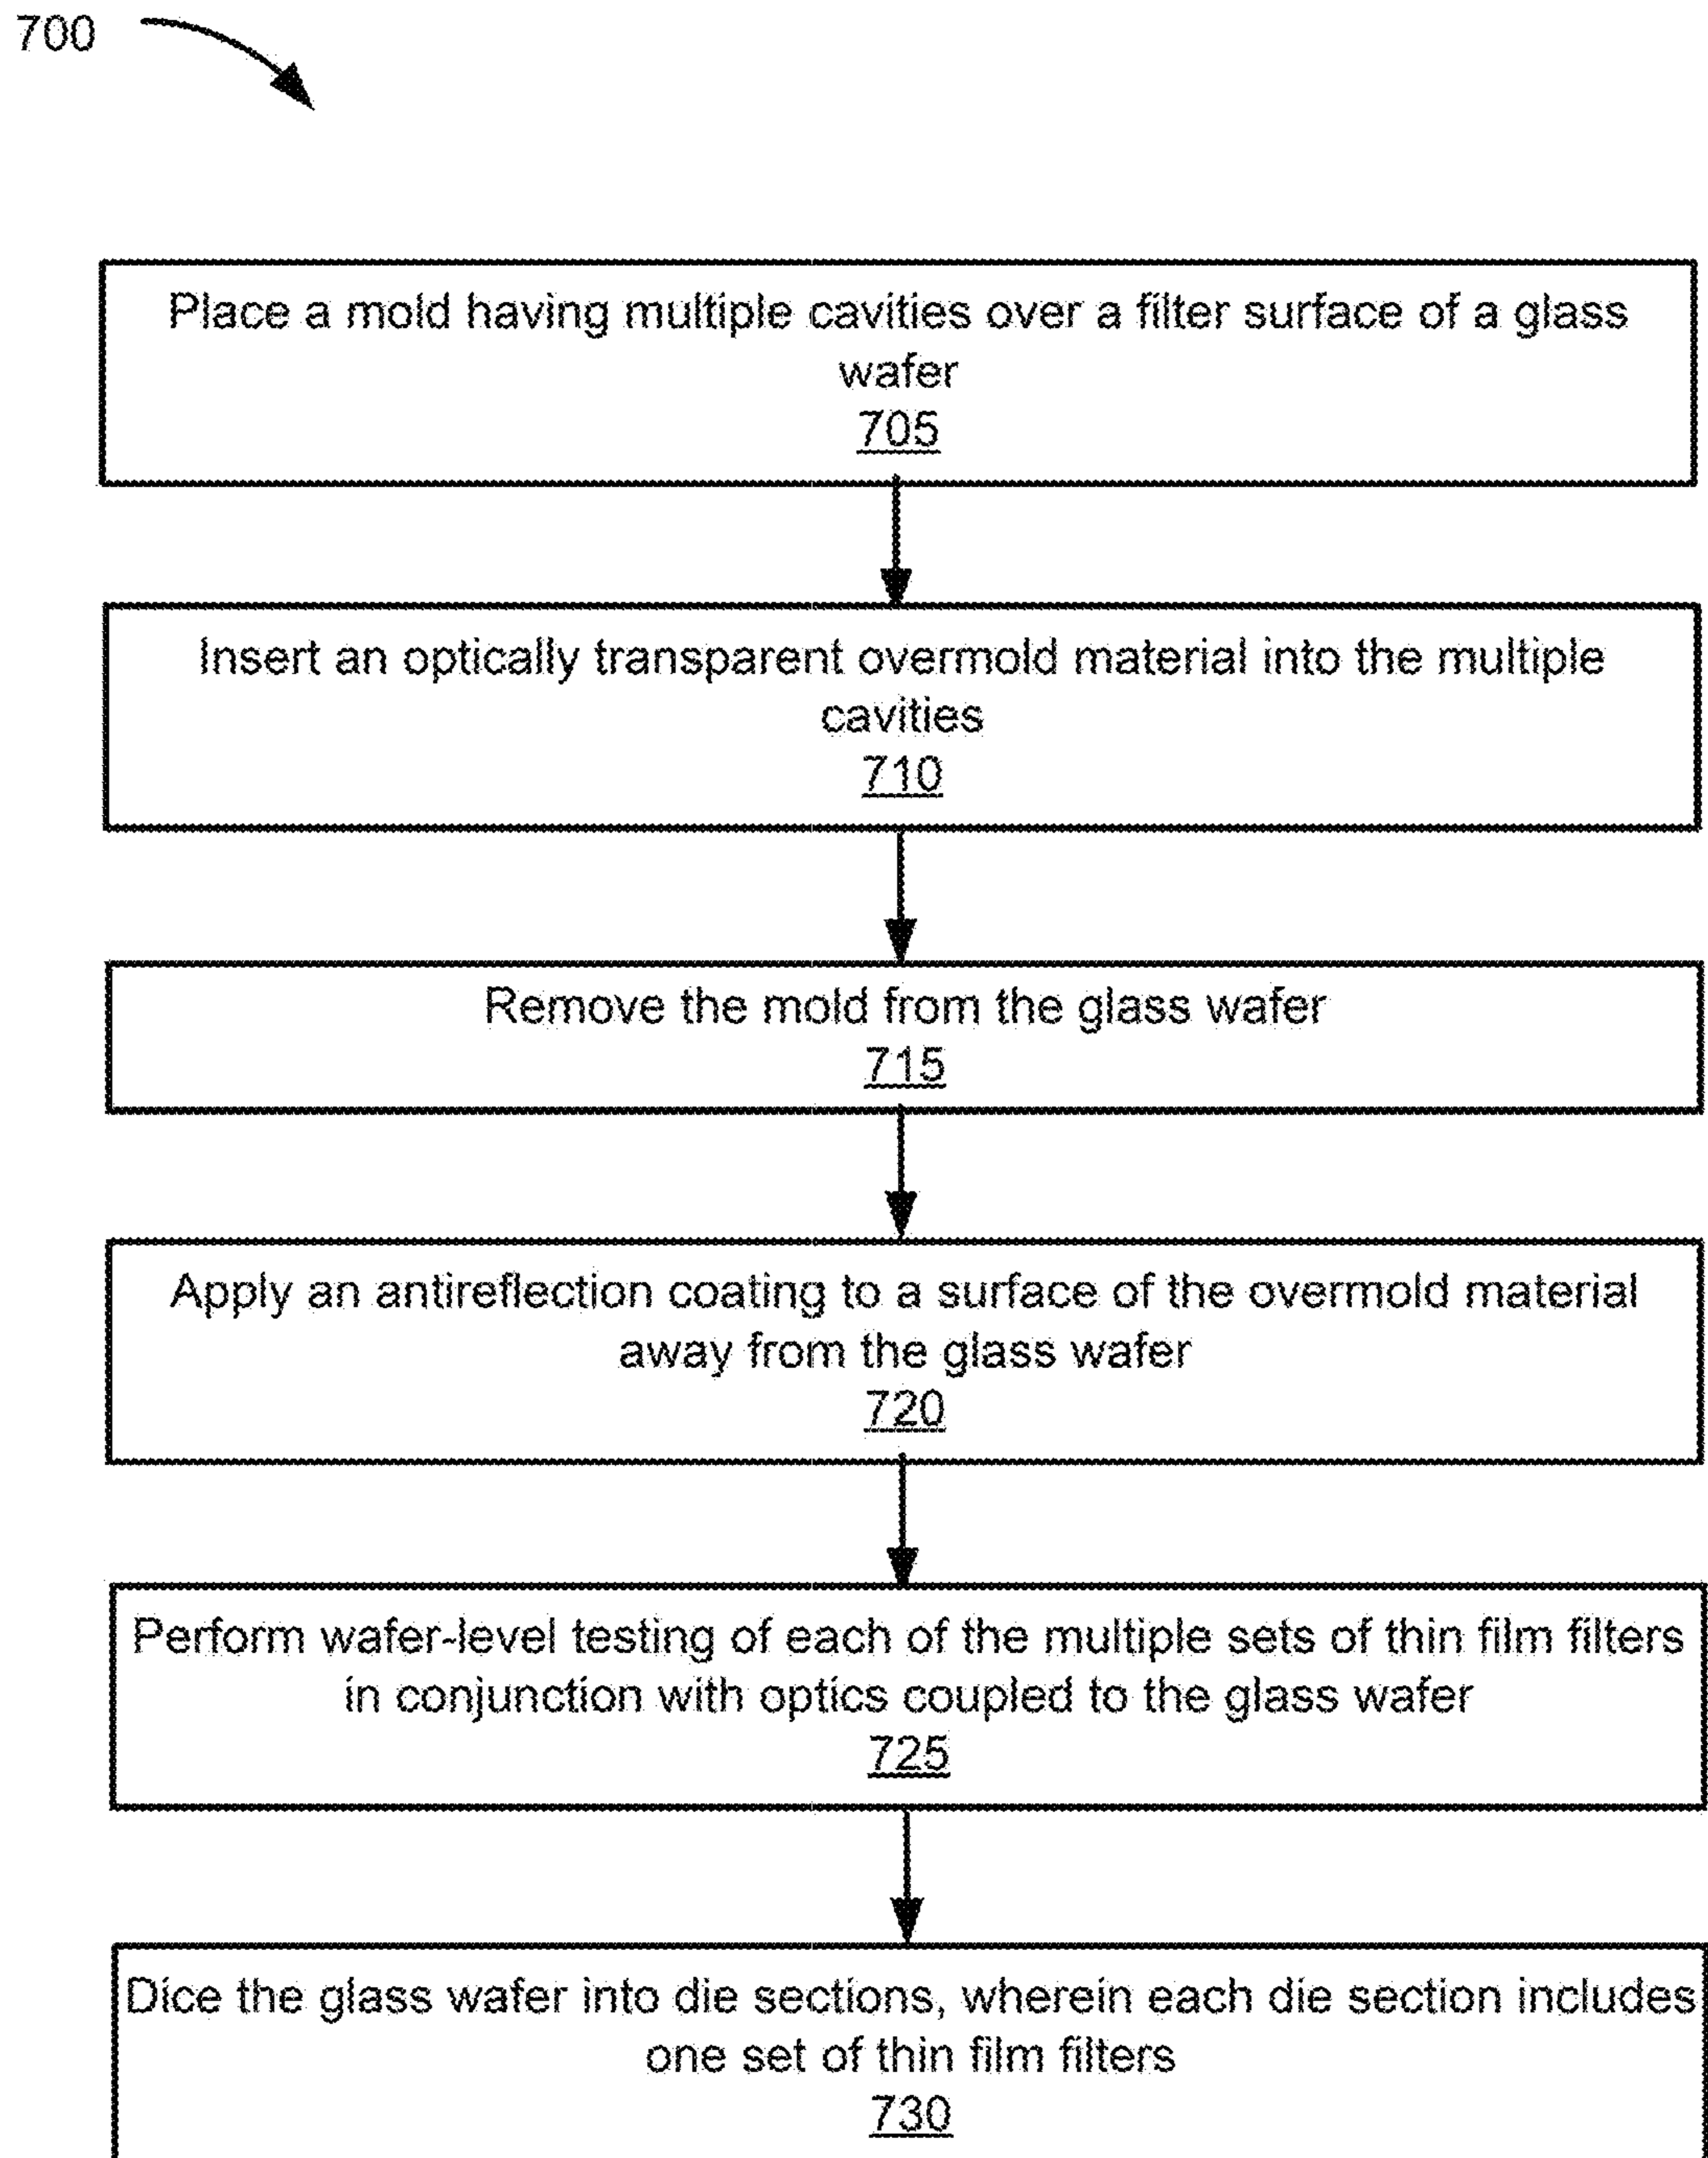 700
Place a mold having multiple cavities over a filter surface of a glass
wafer
705
Insert an optically transparent overmold material into the multiple
cavities
710
Remove the mold from the glass wafer
715
Apply an antireflection coating to a surface of the overmold material
away from the glass wafer
720
Perform wafer-level testing of each of the multiple sets of thin film filters
in conjunction with optics coupled to the glass wafer
725
Dice the glass wafer into die sections, wherein each die section includes
one set of thin film filters
730